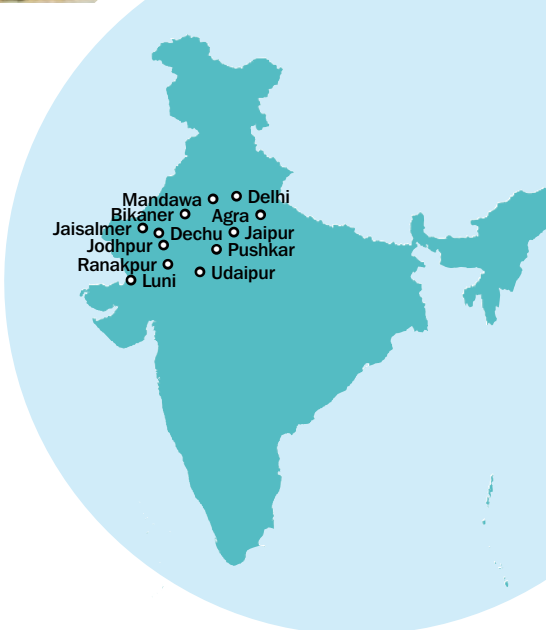 Mandawa
Delhi
Bikaner
Agra
Jaisalmer
Dechu
Jaipur
Jodhpur
Pushkar
Ranakpur
Udaipur
Luni